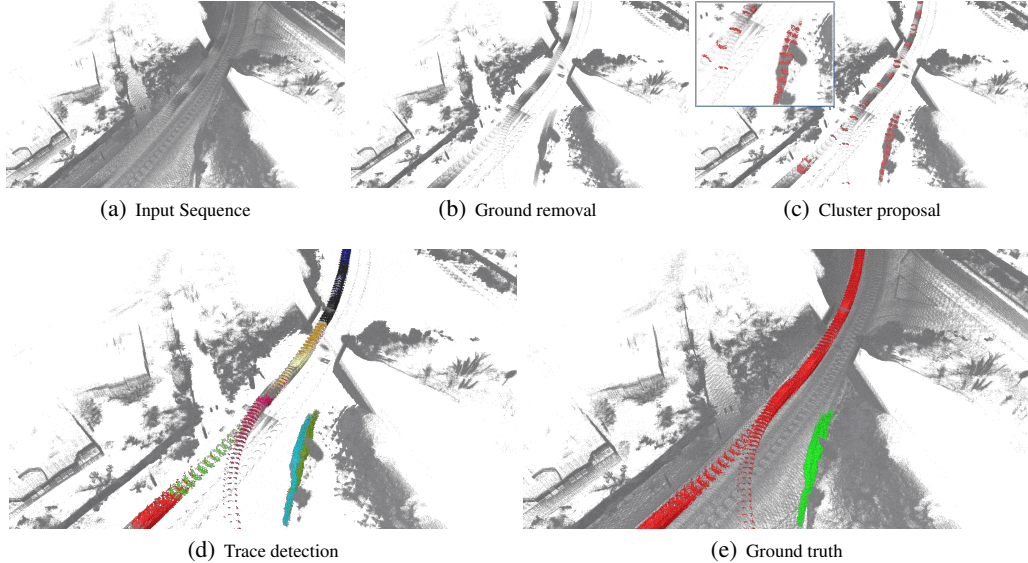 (a) Input Sequence
(b) Ground removal
(c) Cluster proposal
(d) Trace detection
(e) Ground truth